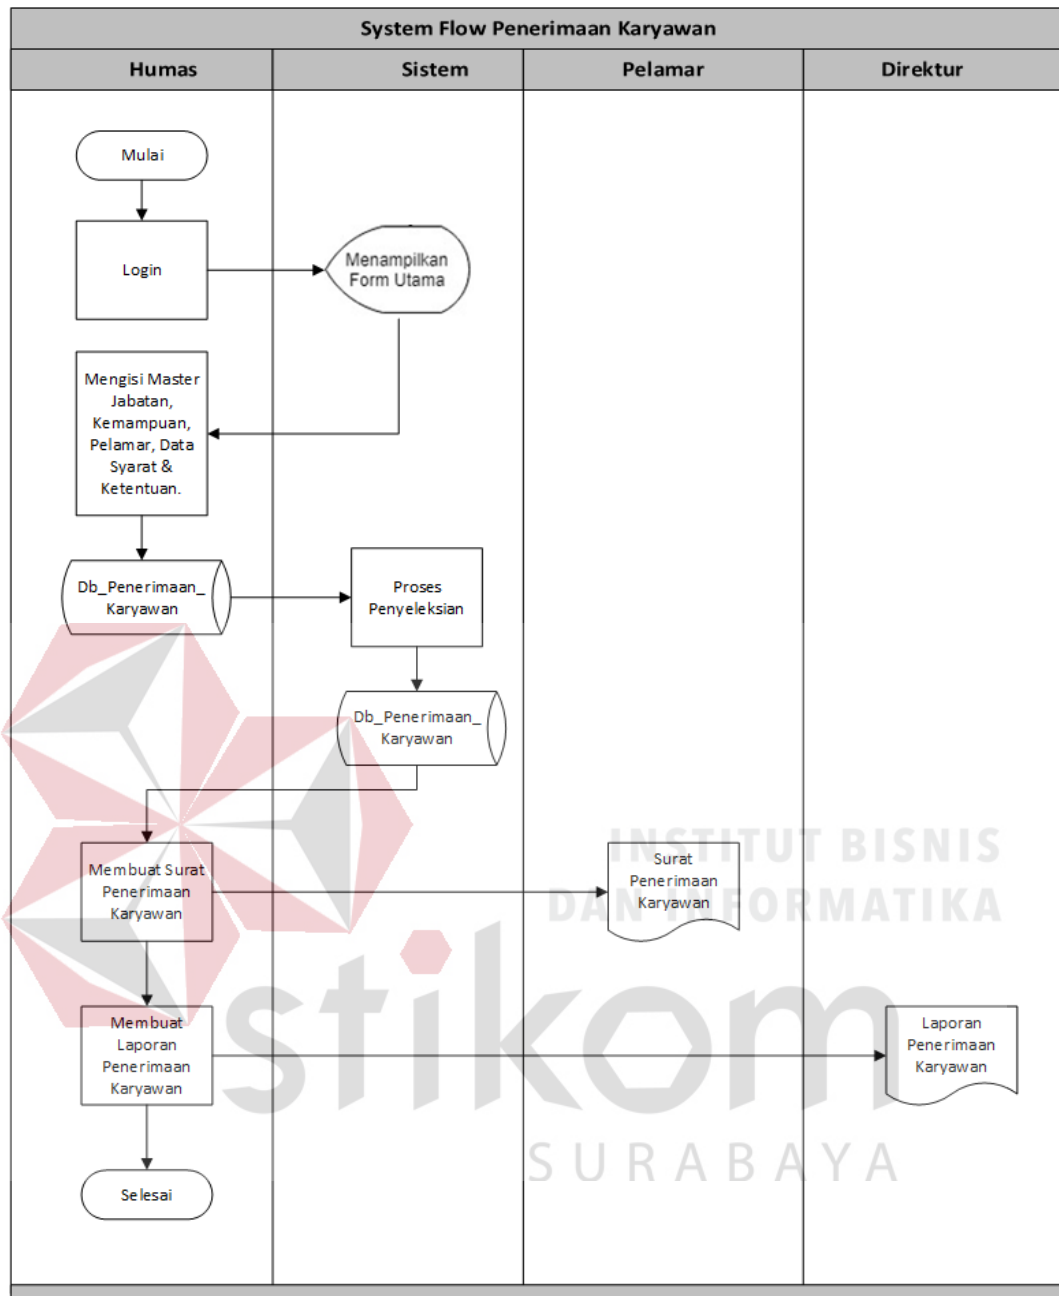 System Flow Penerimaan Karyawan
Humas
Sistem
Pelamar
Direktur
Mulai
Login
Menampilkan
Form Utama
Mengisi Master
Jabatan,
Kemampuan,
Pelamar, Data
Syarat &
Ketentuan.
Db_Penerimaan_
Karyawan
Proses
Penyeleksian
Db_Penerimaan_
Karyawan
Membuat Surat
Penerimaan
Karyawan
Surat
Penerimaan
Karyawan
INSTITUT BISNIS
DAN INFORMATIKA
stikom
SURABAYA
Membuat
Laporan
Penerimaan
Karyawan
Laporan
Penerimaan
Karyawan
Selesai